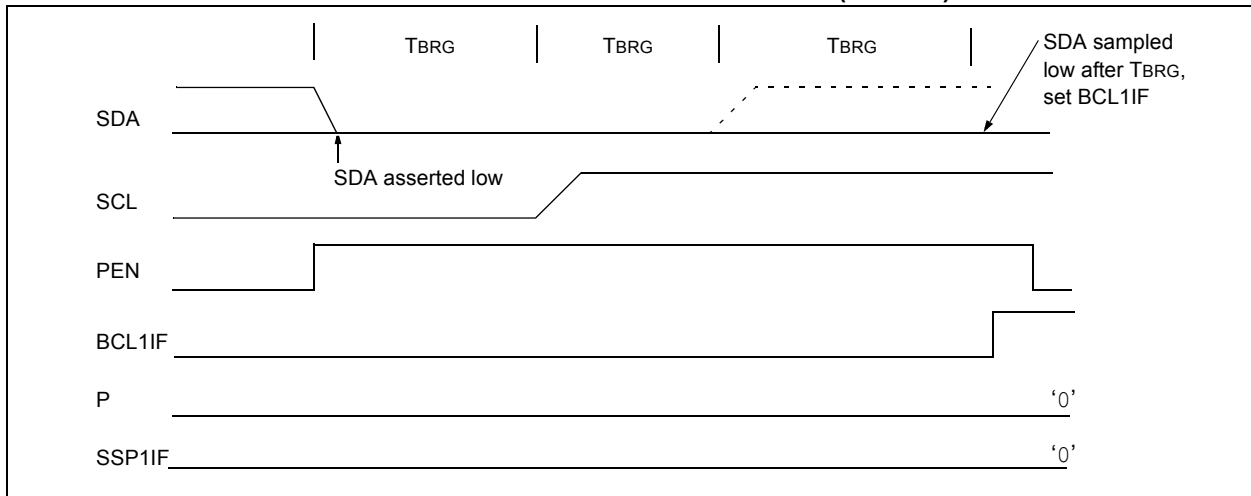 TBRG TBRG TBRG
SDA sampled
low after TBRG,
set BCL1IF
SDA
SDA asserted low
SCL
PEN
BCL1IF
P
'0'
SSP1IF
'0'